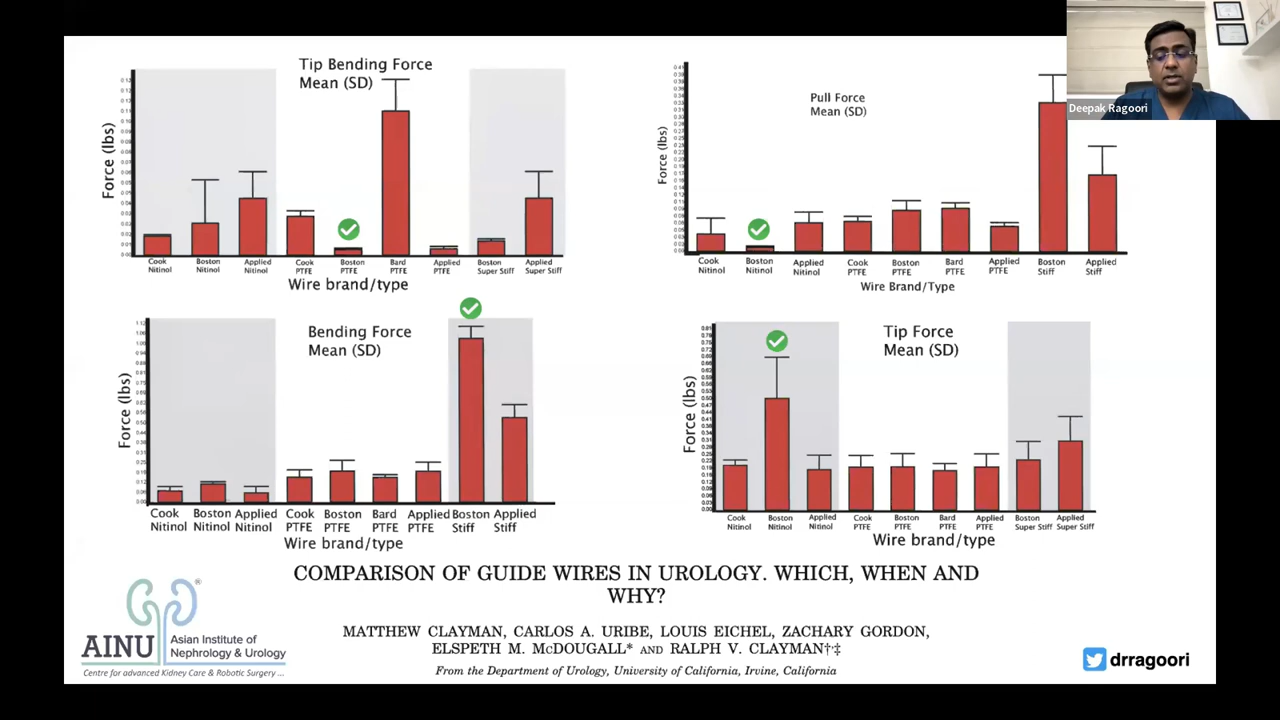 Tip Bending Force
Mean (SD)
Force (lbs)
Cook Nitinol
Boston Nitinol
Applied Nitinol
Cook PTFE
Boston PTFE
Bard PTFE
Applied PTFE
Boston Super Stiff
Applied Super Stiff
Wire brand/type
Pull Force
Mean (SD)
Force (lbs)
Cook Nitinol
Boston Nitinol
Applied Nitinol
Cook PTFE
Boston PTFE
Bard PTFE
Applied PTFE
Boston Stiff
Applied Stiff
Wire Brand/Type
Deepak Ragoori
Bending Force
Mean (SD)
Force (lbs)
Cook Nitinol
Boston Nitinol
Applied Nitinol
Cook PTFE
Boston PTFE
Bard PTFE
Applied PTFE
Boston Stiff
Applied Stiff
Wire brand/type
Tip Force
Mean (SD)
Force (lbs)
Cook Nitinol
Boston Nitinol
Applied Nitinol
Cook PTFE
Boston PTFE
Bard PTFE
Applied PTFE
Boston Super Stiff
Applied Super Stiff
Wire brand/type
COMPARISON OF GUIDE WIRES IN UROLOGY. WHICH, WHEN AND
WHY?
MATTHEW CLAYMAN, CARLOS A. URIBE, LOUIS EICHEL, ZACHARY GORDON,
ELSPETH M. McDOUGALL* AND RALPH V. CLAYMAN†‡
From the Department of Urology, University of California, Irvine, California
®
AINU
Asian Institute of
Nephrology & Urology
Centre for advanced Kidney Care & Robotic Surgery ...
drragoori